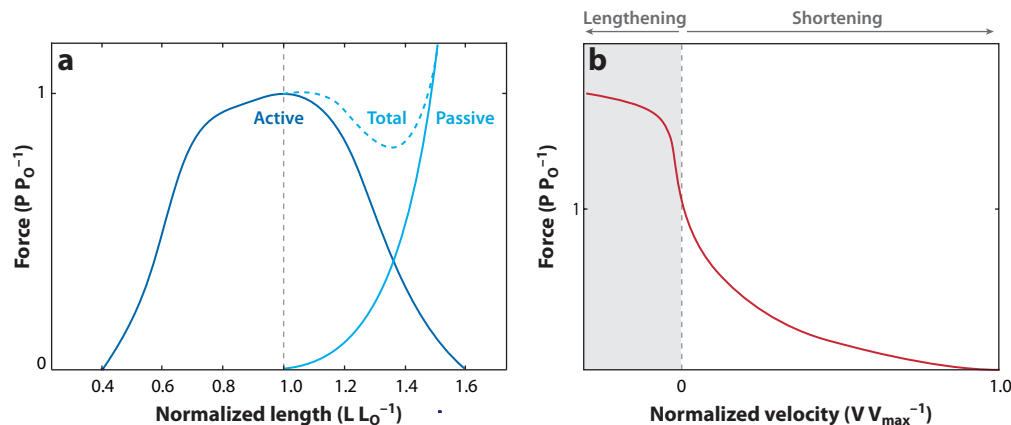 Lengthening Shortening
a
b
Active Total Passive
1
0
0.4 0.6 0.8 1.0 1.2 1.4 1.6
Force (P Pₒ⁻¹)
Normalized length (L Lₒ⁻¹)
1
0 1.0
Force (P Pₒ⁻¹)
Normalized velocity (V Vₘₐₓ⁻¹)